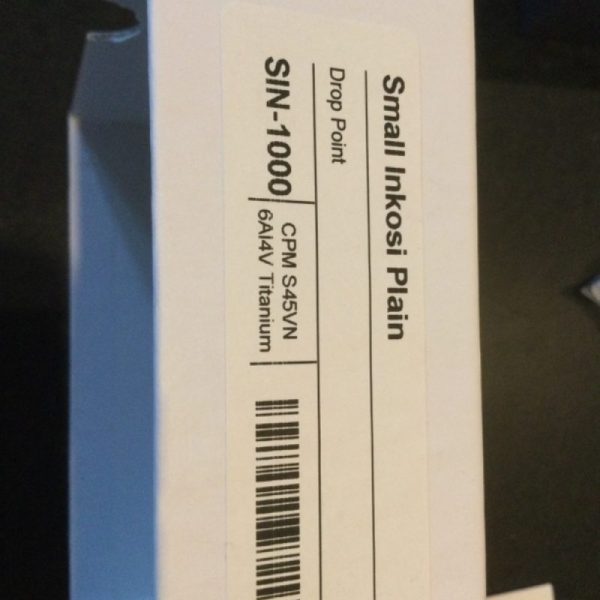 Small Inkosi Plain
Drop Point
SIN-1000
CPM S45VN
6Al4V Titanium